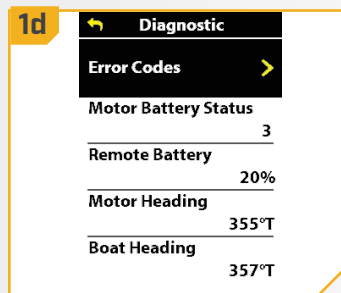 1d
Diagnostic
Error Codes
Motor Battery Status
3
Remote Battery
20%
Motor Heading
355°T
Boat Heading
357°T